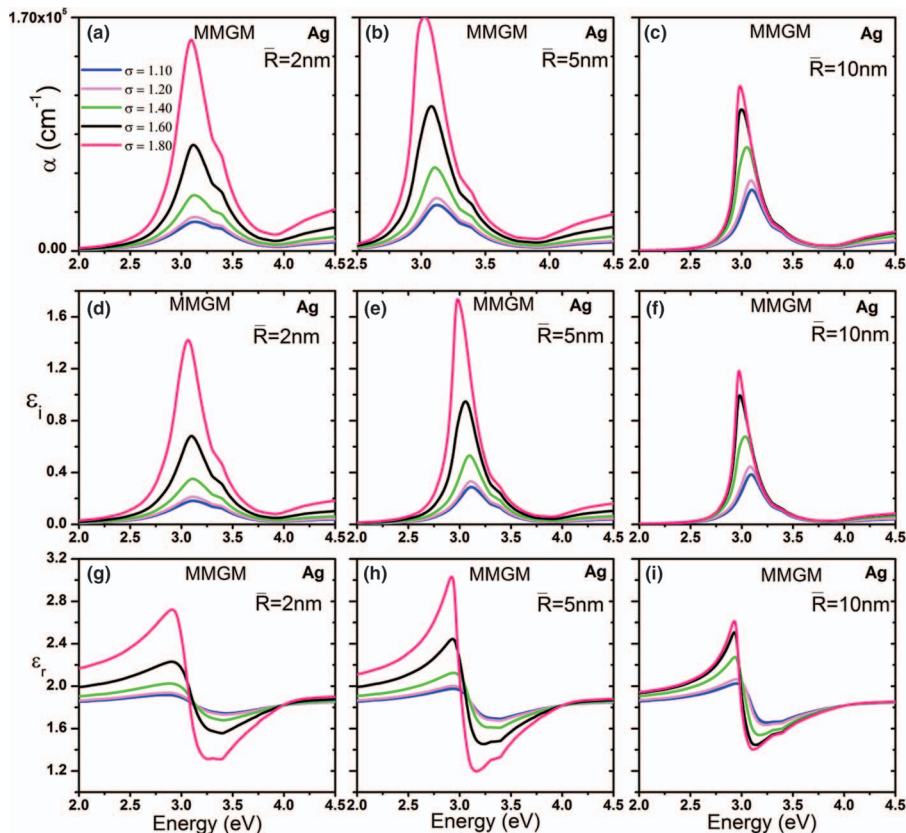 1.70x10⁵ (a) MMGM Ag (b) MMGM Ag (c) MMGM Ag
R̄=2nm R̄=5nm R̄=10nm
σ = 1.10
σ = 1.20
σ = 1.40
σ = 1.60
σ = 1.80
α (cm⁻¹)
0.00
2.0 2.5 3.0 3.5 4.0 4.5 2.5 3.0 3.5 4.0 4.5 2.0 2.5 3.0 3.5 4.0 4.5
(d) MMGM Ag (e) MMGM Ag (f) MMGM Ag
R̄=2nm R̄=5nm R̄=10nm
1.6
1.2
εi
0.8
0.4
0.0
2.0 2.5 3.0 3.5 4.0 4.5 2.0 2.5 3.0 3.5 4.0 4.5 2.0 2.5 3.0 3.5 4.0 4.5
3.2
(g) MMGM Ag (h) MMGM Ag (i) MMGM Ag
R̄=2nm R̄=5nm R̄=10nm
2.8
2.4
εr
2.0
1.6
1.2
2.0 2.5 3.0 3.5 4.0 4.5 2.0 2.5 3.0 3.5 4.0 4.5 2.0 2.5 3.0 3.5 4.0 4.5
Energy (eV) Energy (eV) Energy (eV)